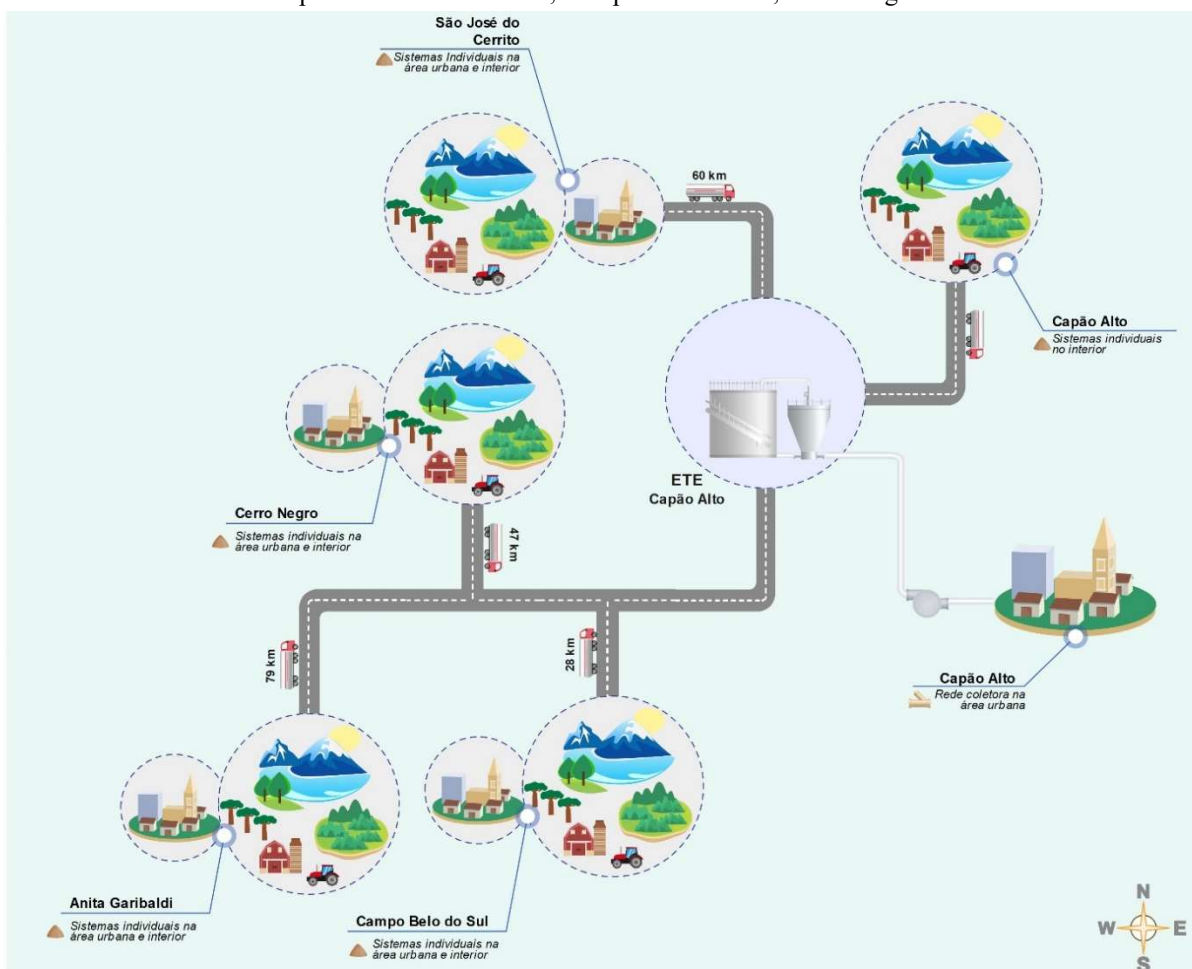 São José do
Cerrito
Sistemas Individuais na
área urbana e interior
60 km
Capão Alto
Sistemas individuais
no interior
ETE
Capão Alto
Cerro Negro
Sistemas individuais na
área urbana e interior
47 km
79 km
28 km
Capão Alto
Rede coletora na
área urbana
Anita Garibaldi
Sistemas individuais na
área urbana e interior
Campo Belo do Sul
Sistemas individuais na
área urbana e interior
N
W
E
S